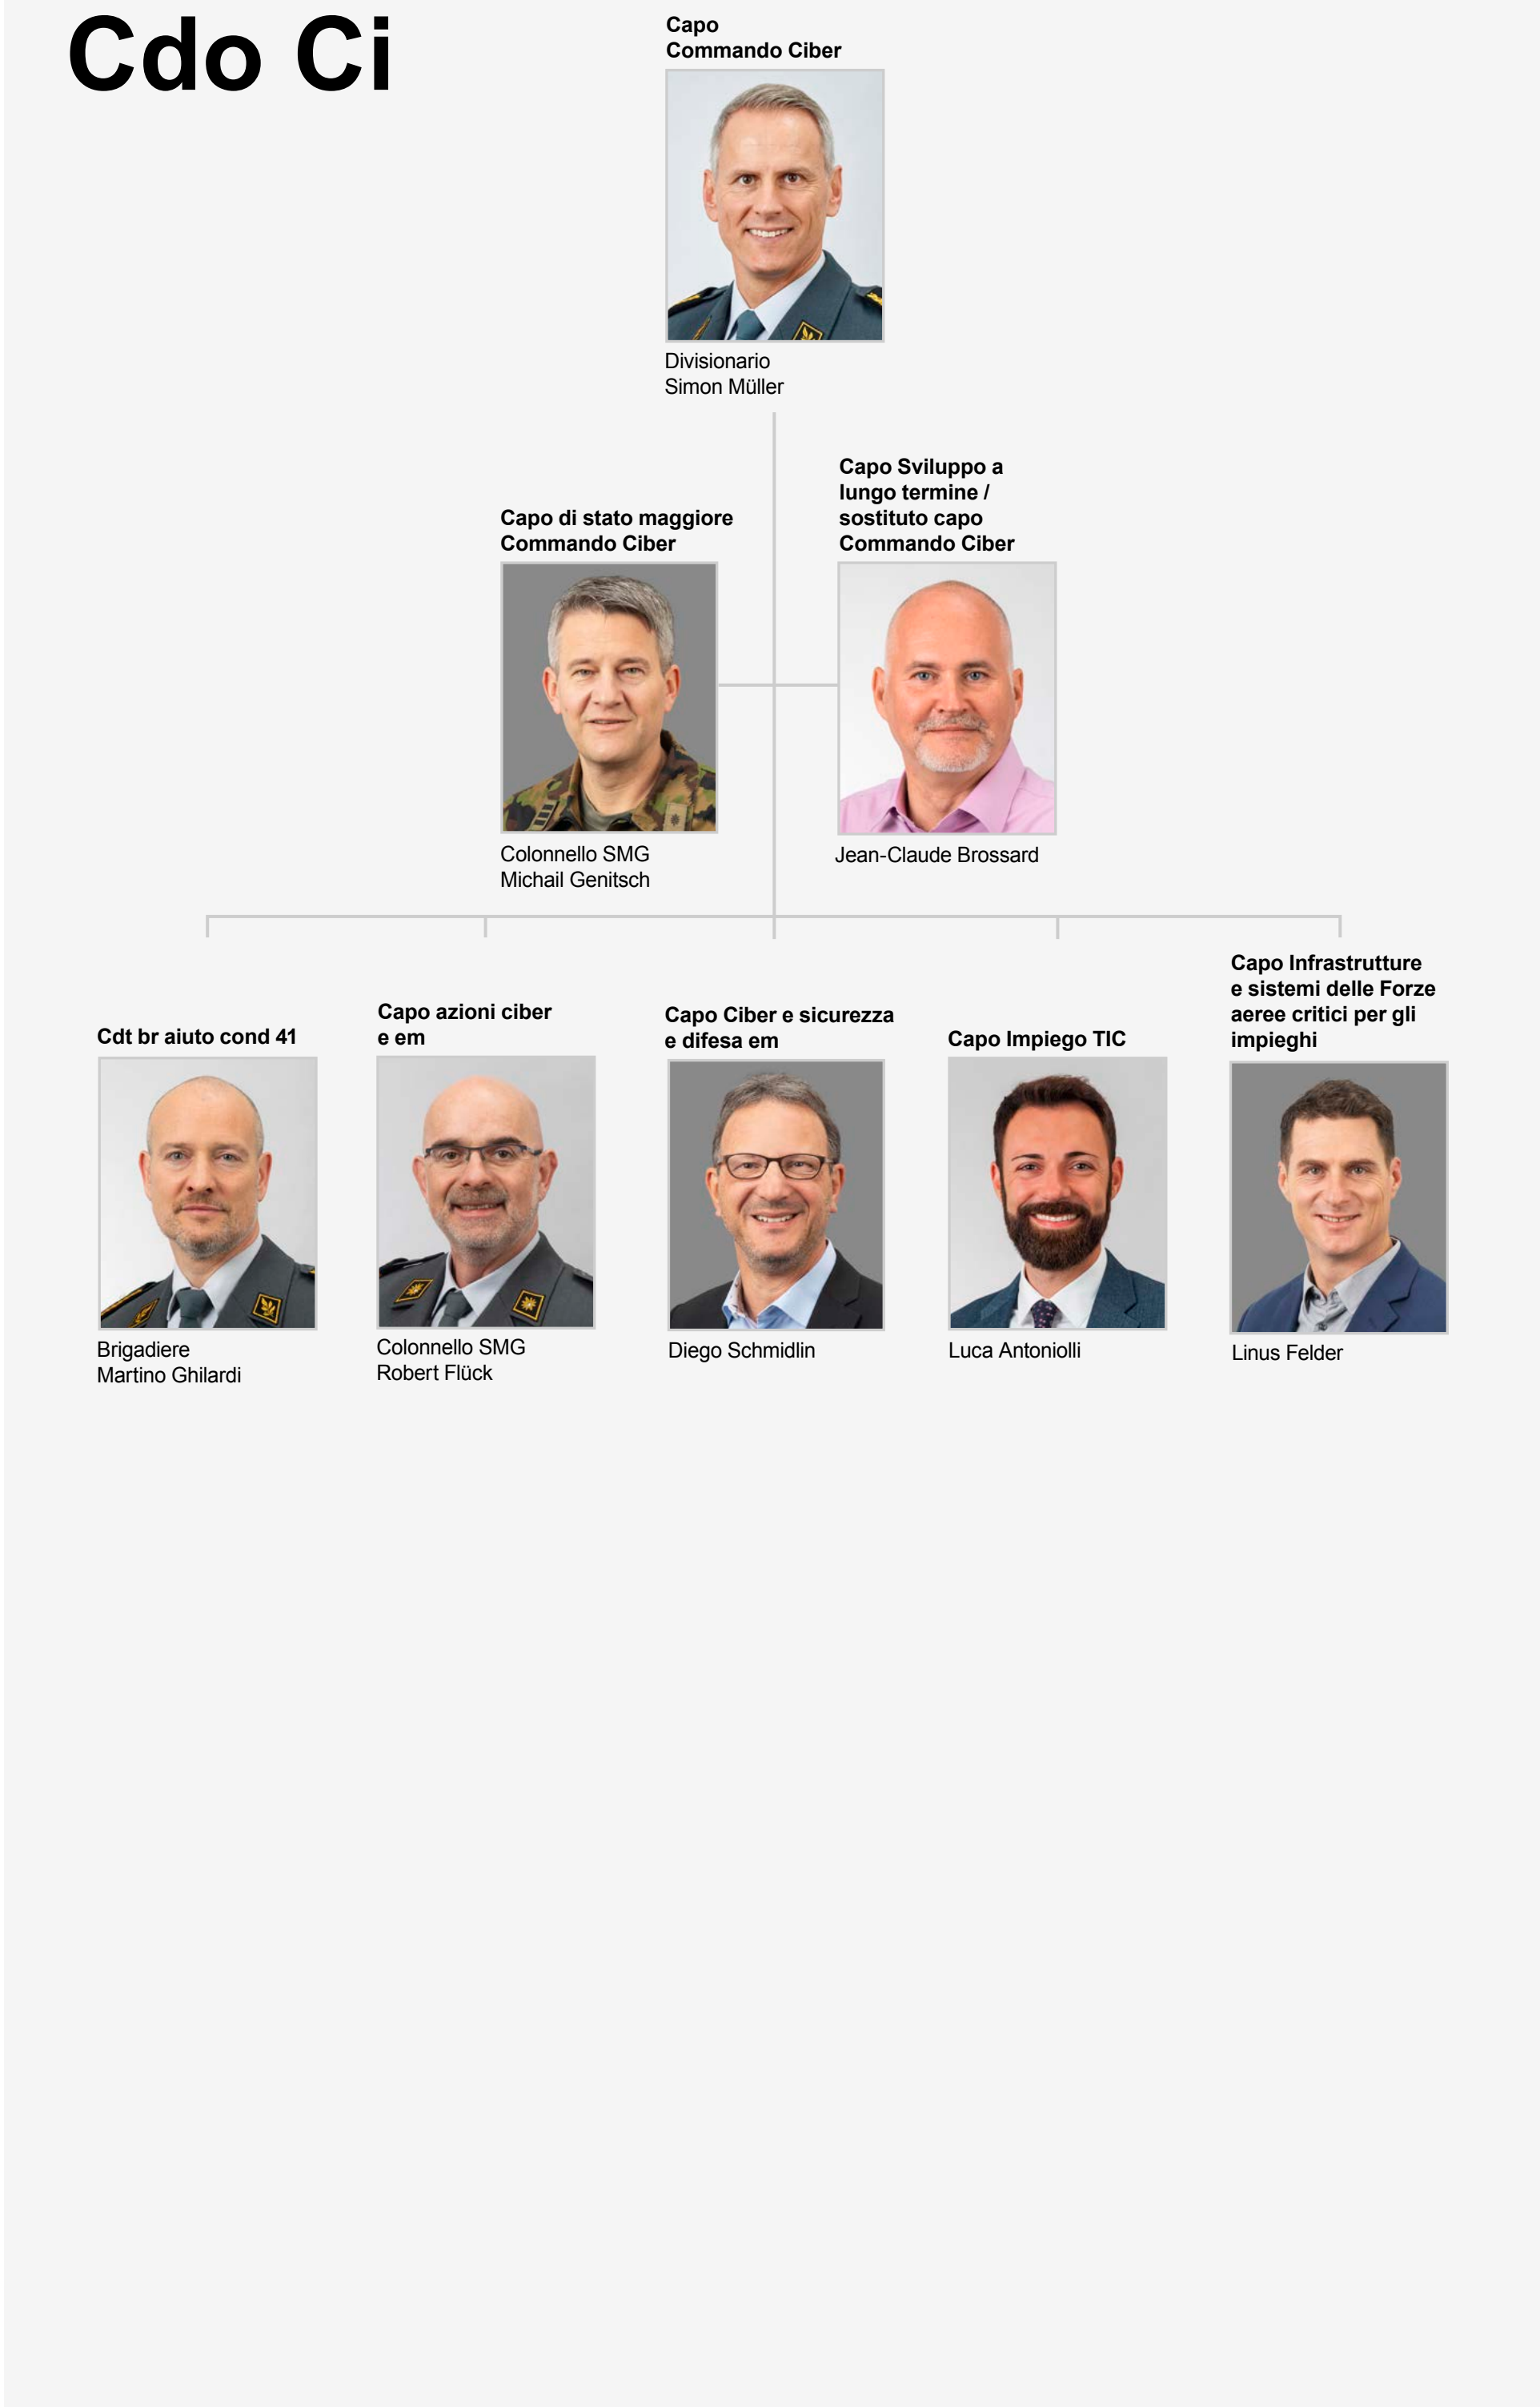 Cdo Ci
Capo
Commando Ciber
Divisionario
Simon Müller
Capo di stato maggiore
Commando Ciber
Colonnello SMG
Michail Genitsch
Capo Sviluppo a
lungo termine /
sostituto capo
Commando Ciber
Jean-Claude Brossard
Cdt br aiuto cond 41
Brigadiere
Martino Ghilardi
Capo azioni ciber
e em
Colonnello SMG
Robert Flück
Capo Ciber e sicurezza
e difesa em
Diego Schmidlin
Capo Impiego TIC
Luca Antoniolli
Capo Infrastrutture
e sistemi delle Forze
aeree critici per gli
impieghi
Linus Felder